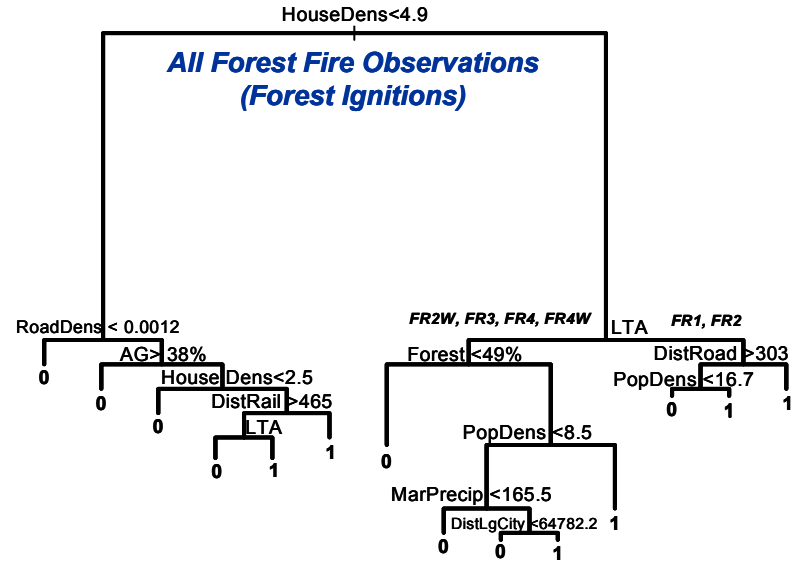 HouseDens<4.9
All Forest Fire Observations
(Forest Ignitions)
FR2W, FR3, FR4, FR4W
LTA
FR1, FR2
RoadDens < 0.0012
0
AG> 38%
0
House Dens<2.5
0
DistRail >465
LTA
0
1
1
Forest <49%
0
PopDens <8.5
MarPrecip <165.5
0
DistLgCity <64782.2
0
1
1
DistRoad >303
PopDens <16.7
0
1
1